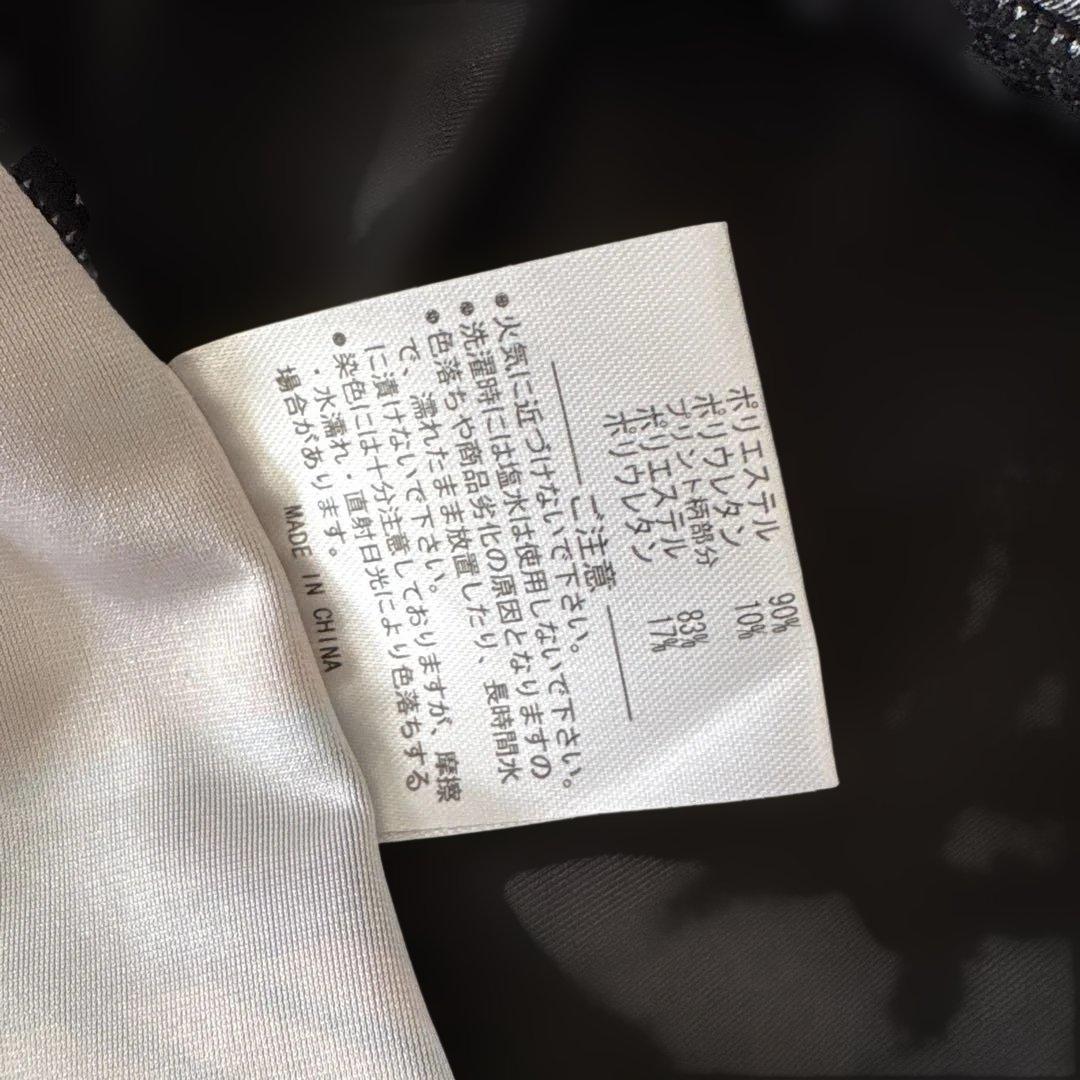 ポリエステル 90%
ポリウレタン 10%
プリント柄部分
ポリエステル 83%
ポリウレタン 17%
ご注意
●火気に近づけないで下さい。
●洗濯時には塩水は使用しないで下さい。
●色落ちや商品劣化の原因となりますの
で、濡れたまま放置したり、長時間水
に漬けないで下さい。
●染色には十分注意しておりますが、摩擦
・水濡れ・直射日光により色落ちする
場合があります。
MADE IN CHINA